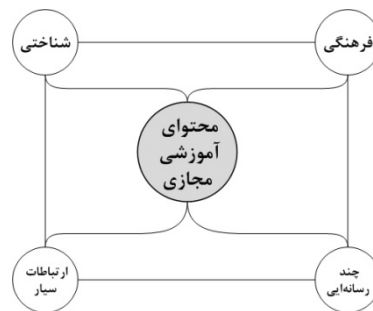 فرهنگی
شناختی
محتوای
آموزشی
مجازی
چند
رسانه‌ایی
ارتباطات
سیار